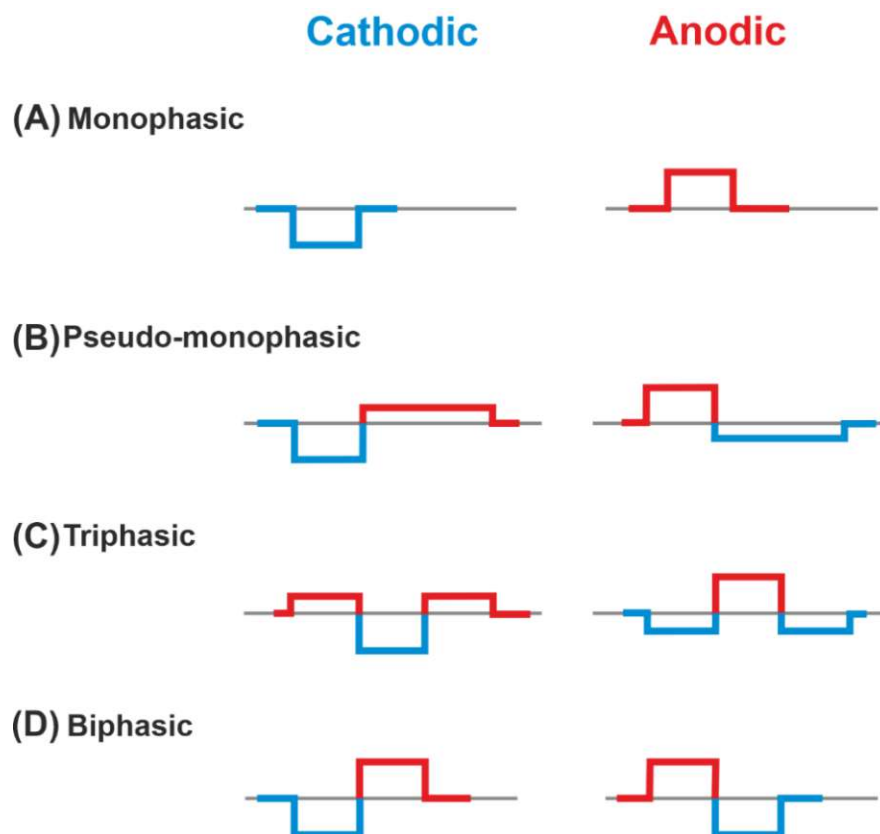 Cathodic Anodic
(A) Monophasic
(B) Pseudo-monophasic
(C) Triphasic
(D) Biphasic